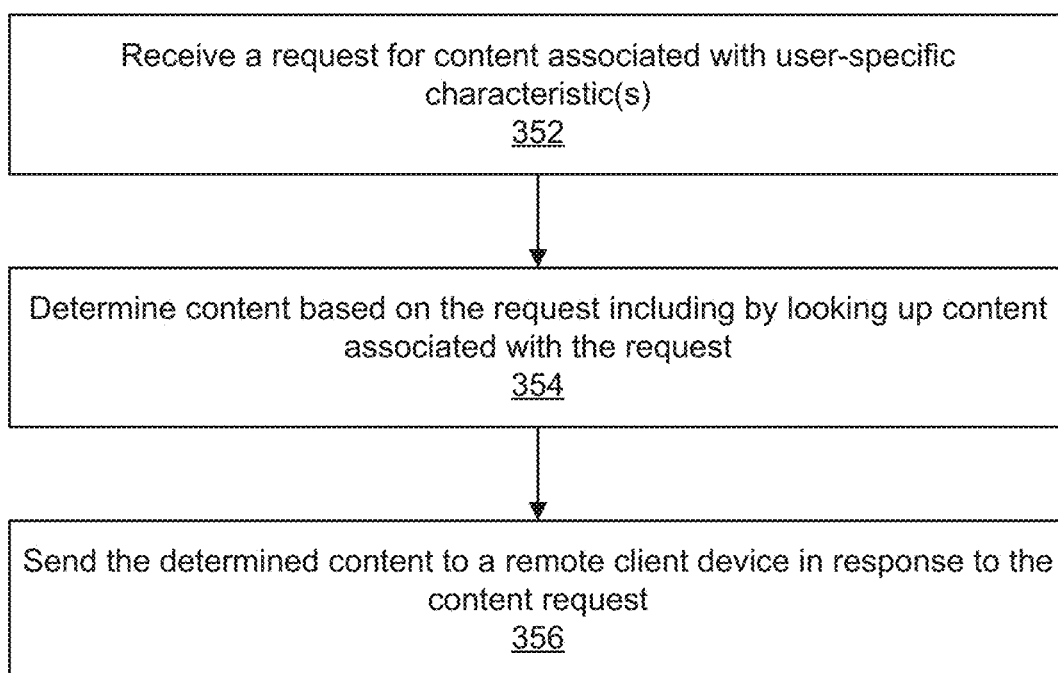 Receive a request for content associated with user-specific
characteristic(s)
352
Determine content based on the request including by looking up content
associated with the request
354
Send the determined content to a remote client device in response to the
content request
356